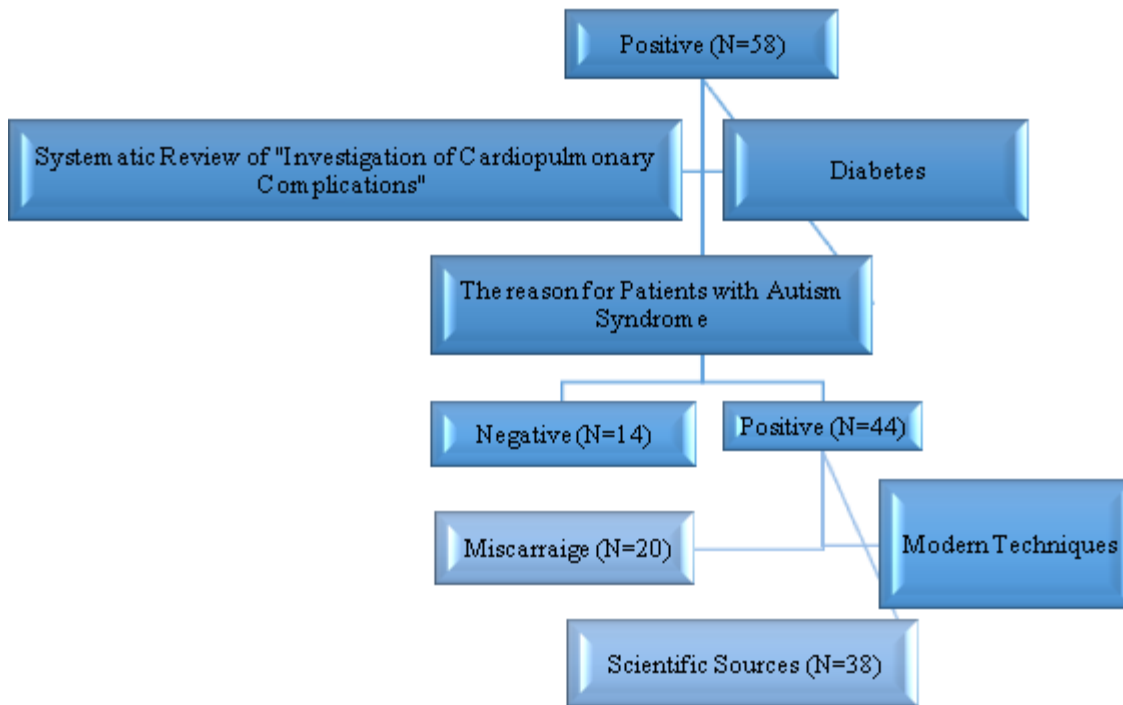 Positive (N=58)
Systematic Review of "Investigation of Cardiopulmonary
Complications"
Diabetes
The reason for Patients with Autism
Syndrome
Negative (N=14)
Positive (N=44)
Miscarraige (N=20)
Modern Techniques
Scientific Sources (N=38)